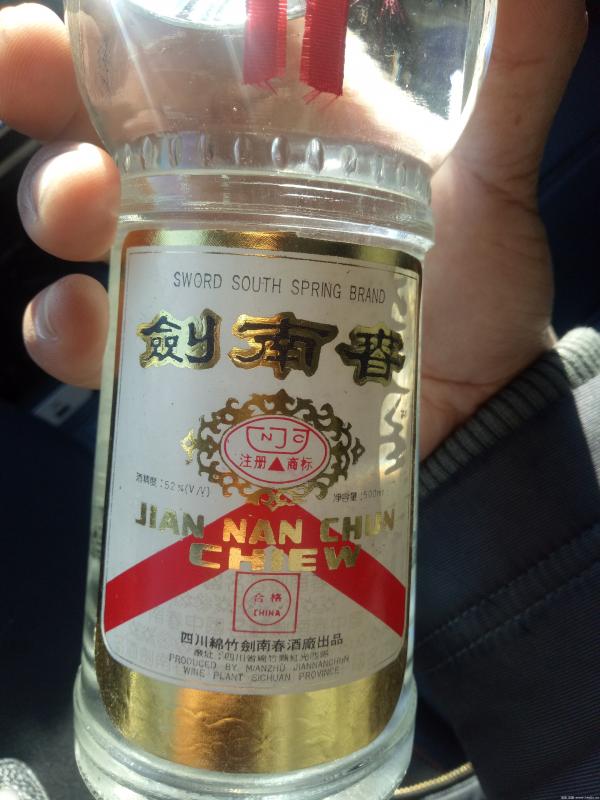 SWORD SOUTH SPRING BRAND
劍南春
NJC
注册▲商标
酒精度:52%(V/V)
净容量:500ml
JIAN NAN CHUN
CHIEW
合格
CHINA
四川綿竹劍南春酒廠出品
PRODUCED BY MIANZHU JIANNANCHUN
WINE PLANT SICHUAN PROVINCE